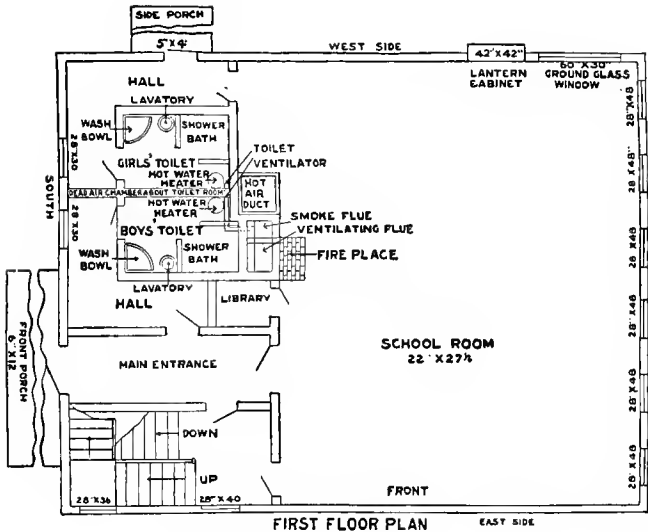 SIDE PORCH
5'X4'
WEST SIDE
42"X42"
LANTERN
CABINET
60"X30"
GROUND GLASS
WINDOW
HALL
LAVATORY
WASH
BOWL
SHOWER
BATH
GIRLS' TOILET
TOILET
VENTILATOR
HOT WATER
HEATER
DEAD AIR CHAMBER ABOUT TOILET ROOM
HOT WATER
HEATER
HOT
AIR
DUCT
BOYS' TOILET
SMOKE FLUE
VENTILATING FLUE
FIRE PLACE
WASH
BOWL
SHOWER
BATH
LAVATORY
HALL
LIBRARY
SOUTH
28"X30
28"X30
FRONT PORCH
6'X12
MAIN ENTRANCE
SCHOOL ROOM
22'X27½
DOWN
UP
28"X36
28"X40
FRONT
28"X48
28"X48"
28"X48
28"X48
28"X48
28"X48
28"X48
FIRST FLOOR PLAN
EAST SIDE